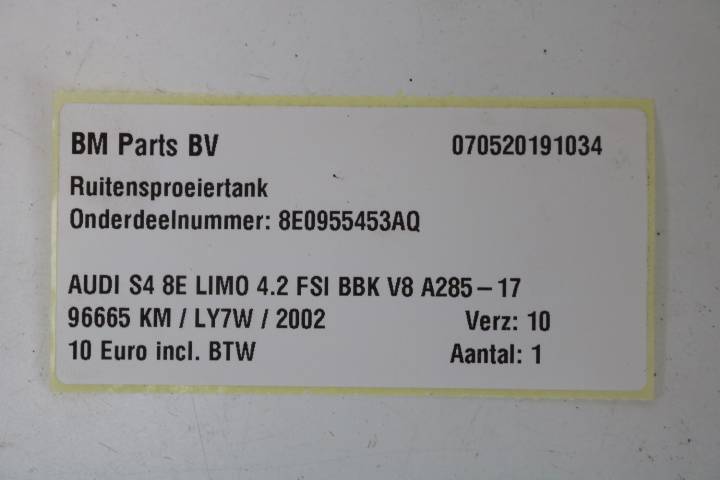 BM Parts BV 070520191034
Ruitensproeiertank
Onderdeelnummer: 8E0955453AQ
AUDI S4 8E LIMO 4.2 FSI BBK V8 A285-17
96665 KM / LY7W / 2002 Verz: 10
10 Euro incl. BTW Aantal: 1